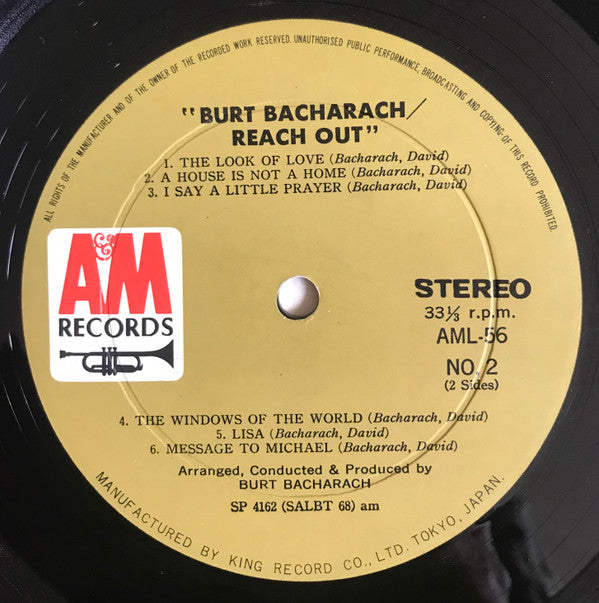 ALL RIGHTS OF THE MANUFACTURER AND OF THE OWNER OF THE RECORDED WORK RESERVED. UNAUTHORISED PUBLIC PERFORMANCE, BROADCASTING AND COPYING OF THIS RECORD PROHIBITED.
"BURT BACHARACH/
REACH OUT"
1. THE LOOK OF LOVE (Bacharach, David)
2. A HOUSE IS NOT A HOME (Bacharach, David)
3. I SAY A LITTLE PRAYER (Bacharach, David)
A&M
RECORDS
STEREO
33⅓ r.p.m.
AML-56
NO. 2
(2 Sides)
4. THE WINDOWS OF THE WORLD (Bacharach, David)
5. LISA (Bacharach, David)
6. MESSAGE TO MICHAEL (Bacharach, David)
Arranged, Conducted & Produced by
BURT BACHARACH
SP 4162 (SALBT 68) am
MANUFACTURED BY KING RECORD CO., LTD. TOKYO, JAPAN.